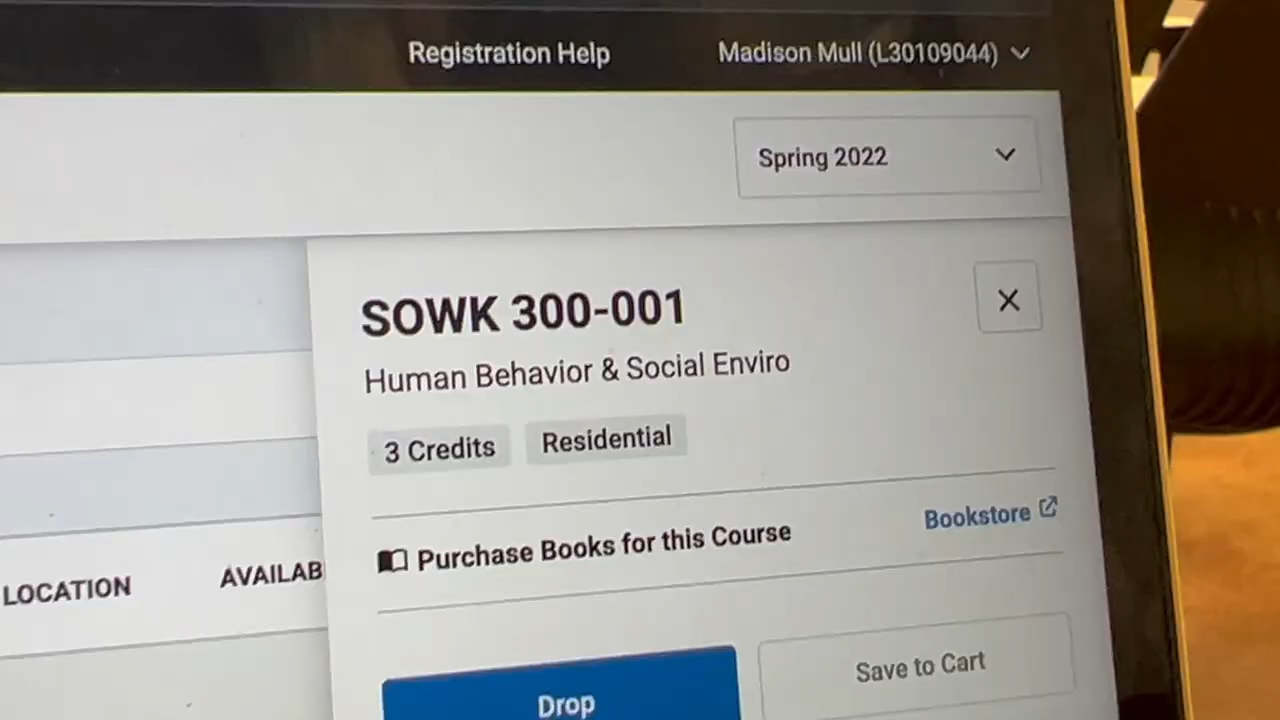 Registration Help
Madison Mull (L30109044)
Spring 2022
SOWK 300-001
Human Behavior & Social Enviro
3 Credits
Residential
Purchase Books for this Course
Bookstore
LOCATION
AVAILAB
Drop
Save to Cart